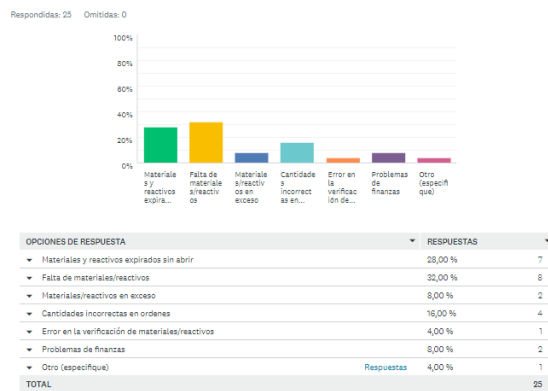 Respondidas: 25 Omitidas: 0
100%
80%
60%
40%
20%
0%
Materiale s y reactivos expira...
Falta de materiale s/reactiv os
Materiale s/reactiv os en exceso
Cantidade s incorrect as en...
Error en la verificac ión de...
Problemas de finanzas
Otro (especifi que)
OPCIONES DE RESPUESTA RESPUESTAS
Materiales y reactivos expirados sin abrir 28,00 % 7
Falta de materiales/reactivos 32,00 % 8
Materiales/reactivos en exceso 8,00 % 2
Cantidades incorrectas en ordenes 16,00 % 4
Error en la verificación de materiales/reactivos 4,00 % 1
Problemas de finanzas 8,00 % 2
Otro (especifique) Respuestas 4,00 % 1
TOTAL 25